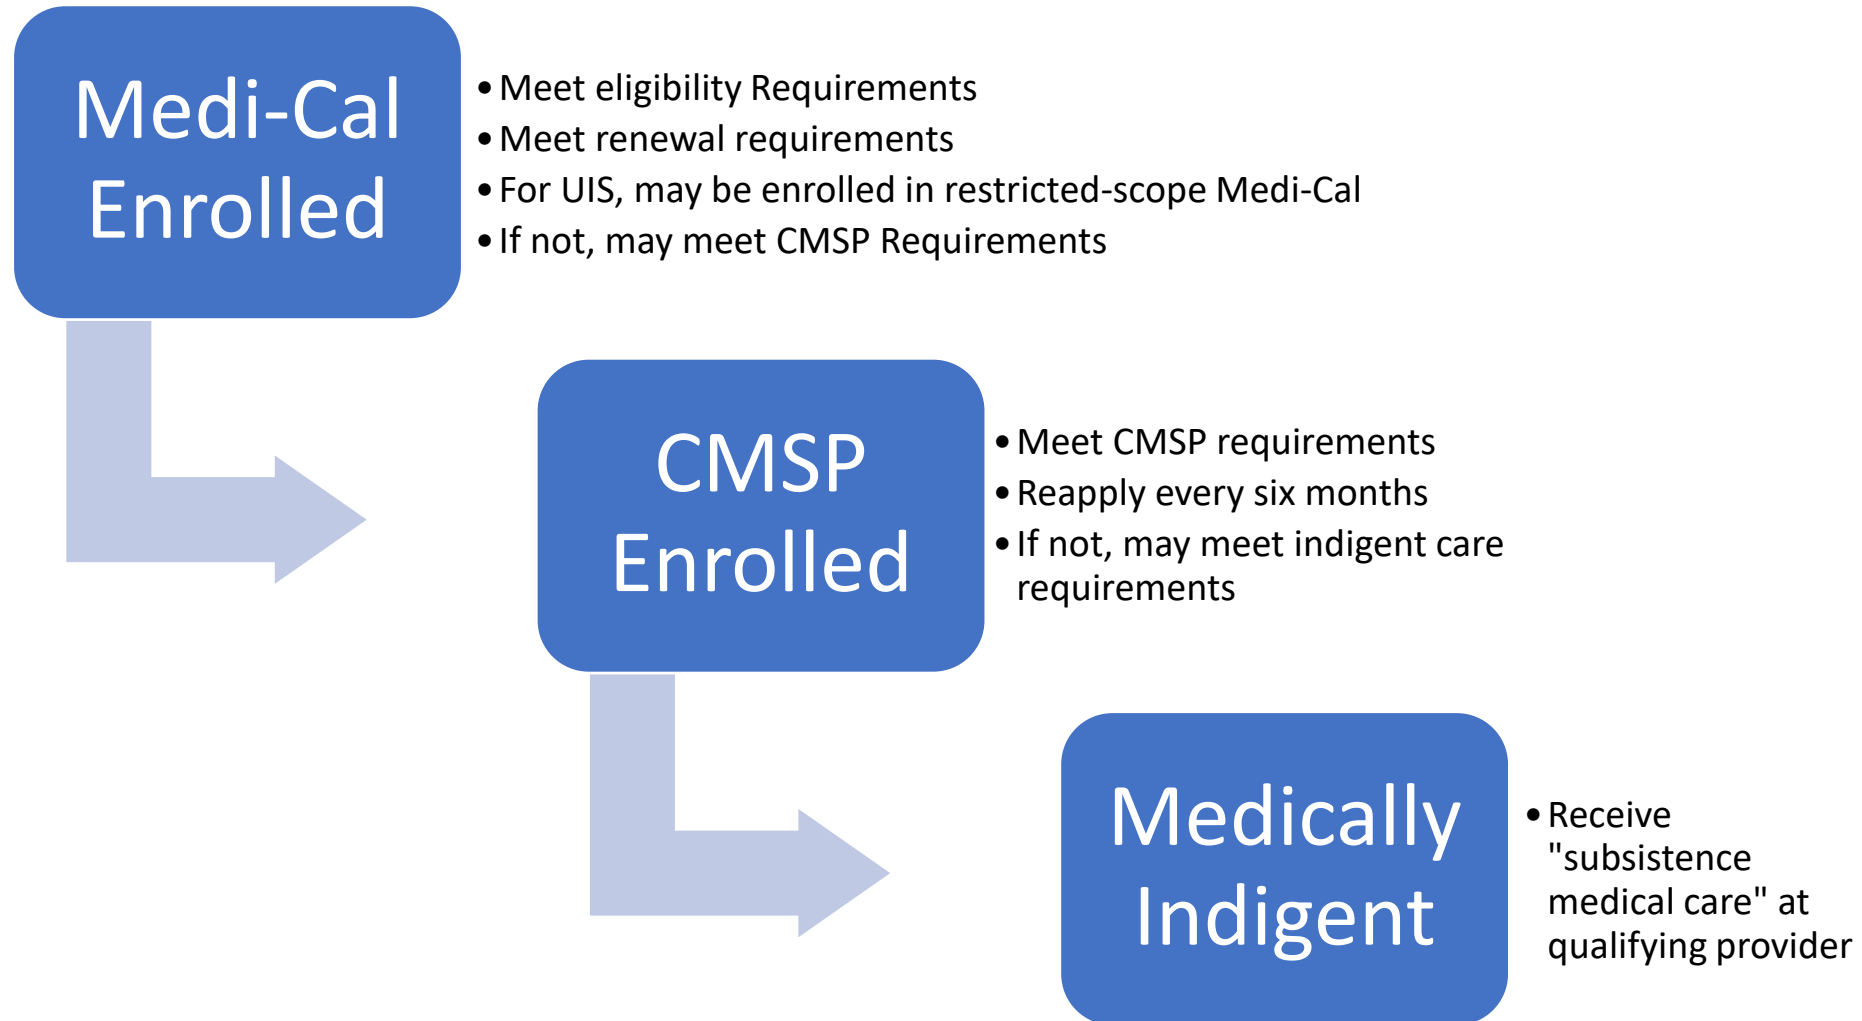 Medi-Cal
Enrolled
• Meet eligibility Requirements
• Meet renewal requirements
• For UIS, may be enrolled in restricted-scope Medi-Cal
• If not, may meet CMSP Requirements
CMSP
Enrolled
• Meet CMSP requirements
• Reapply every six months
• If not, may meet indigent care
requirements
Medically
Indigent
• Receive
"subsistence
medical care" at
qualifying provider